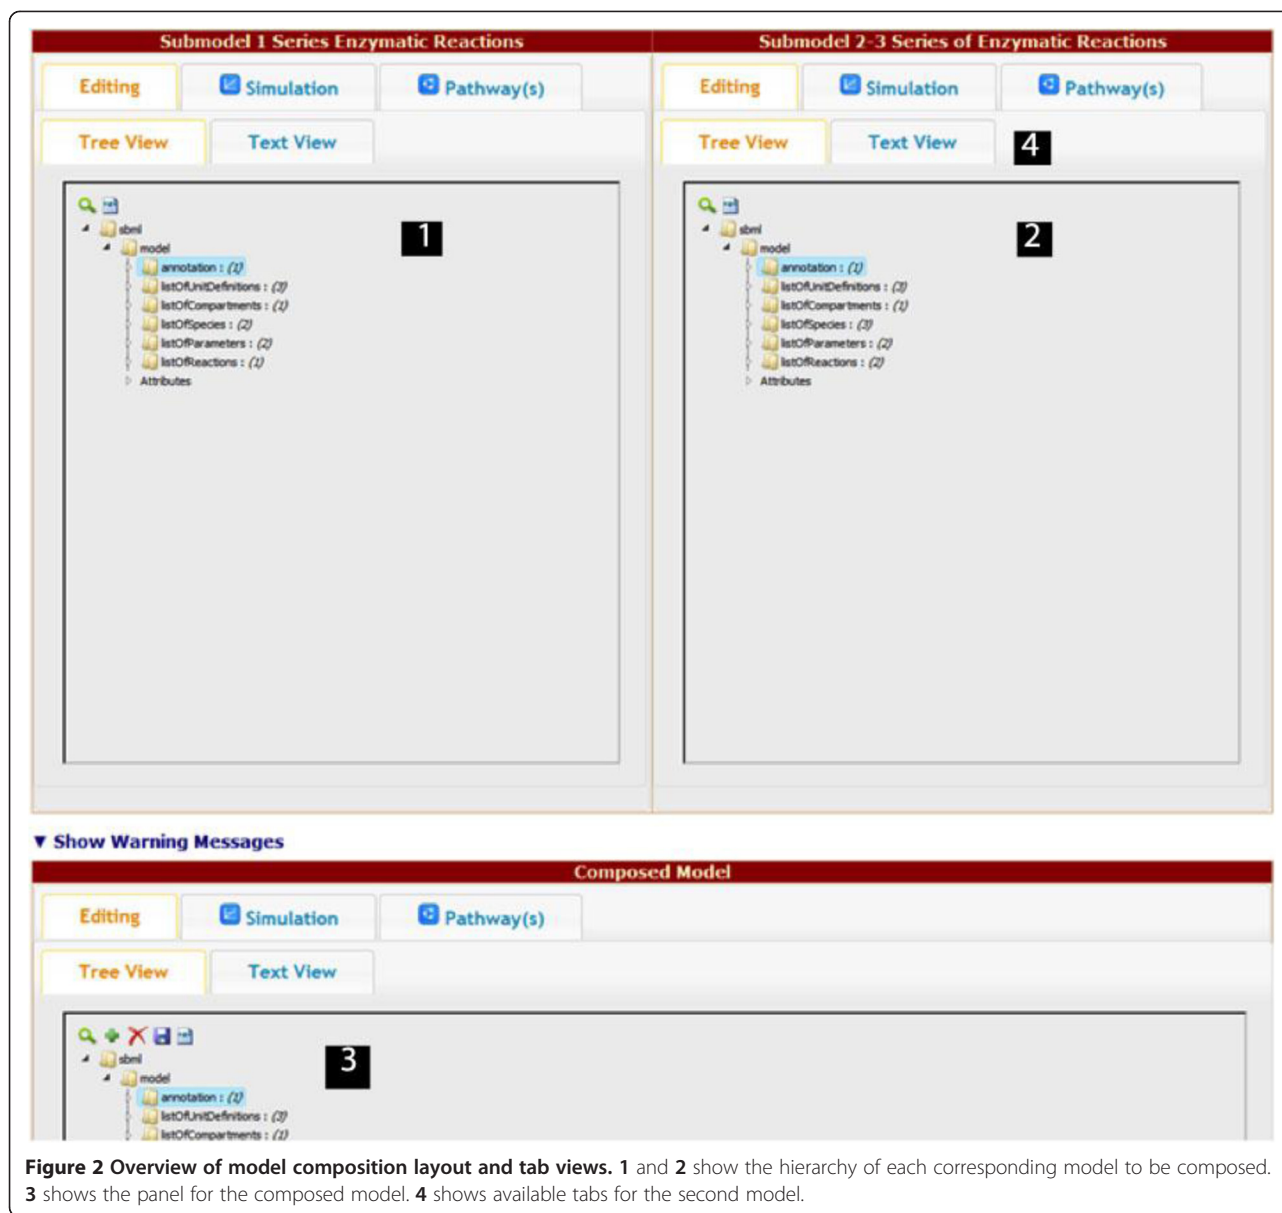 Submodel 1 Series Enzymatic Reactions
Editing Simulation Pathway(s)
Tree View Text View
1
sbml
model
annotation : (1)
listOfUnitDefinitions : (3)
listOfCompartments : (1)
listOfSpecies : (2)
listOfParameters : (2)
listOfReactions : (1)
Attributes
Submodel 2-3 Series of Enzymatic Reactions
Editing Simulation Pathway(s)
Tree View Text View 4
2
sbml
model
annotation : (1)
listOfUnitDefinitions : (3)
listOfCompartments : (1)
listOfSpecies : (3)
listOfParameters : (2)
listOfReactions : (2)
Attributes
▼ Show Warning Messages
Composed Model
Editing Simulation Pathway(s)
Tree View Text View
3
sbml
model
annotation : (1)
listOfUnitDefinitions : (3)
listOfCompartments : (1)
Figure 2 Overview of model composition layout and tab views. 1 and 2 show the hierarchy of each corresponding model to be composed.
3 shows the panel for the composed model. 4 shows available tabs for the second model.